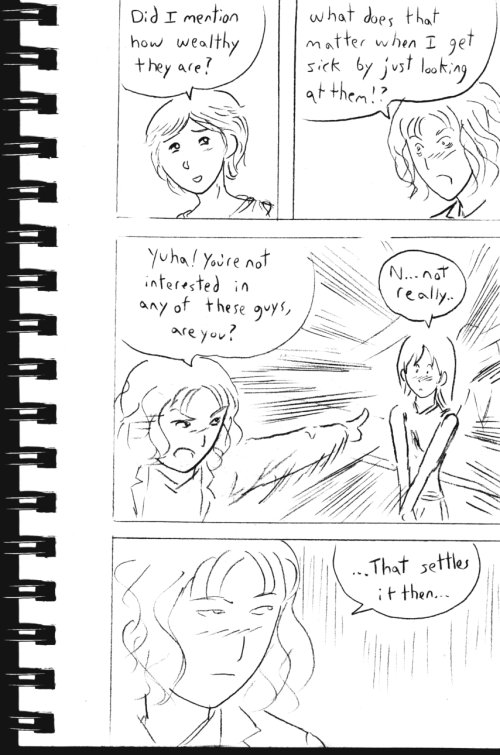 Did I mention
how wealthy
they are?
what does that
matter when I get
sick by just looking
at them!?
Yuha! You're not
interested in
any of these guys,
are you?
N...not
really..
...That settles
it then...